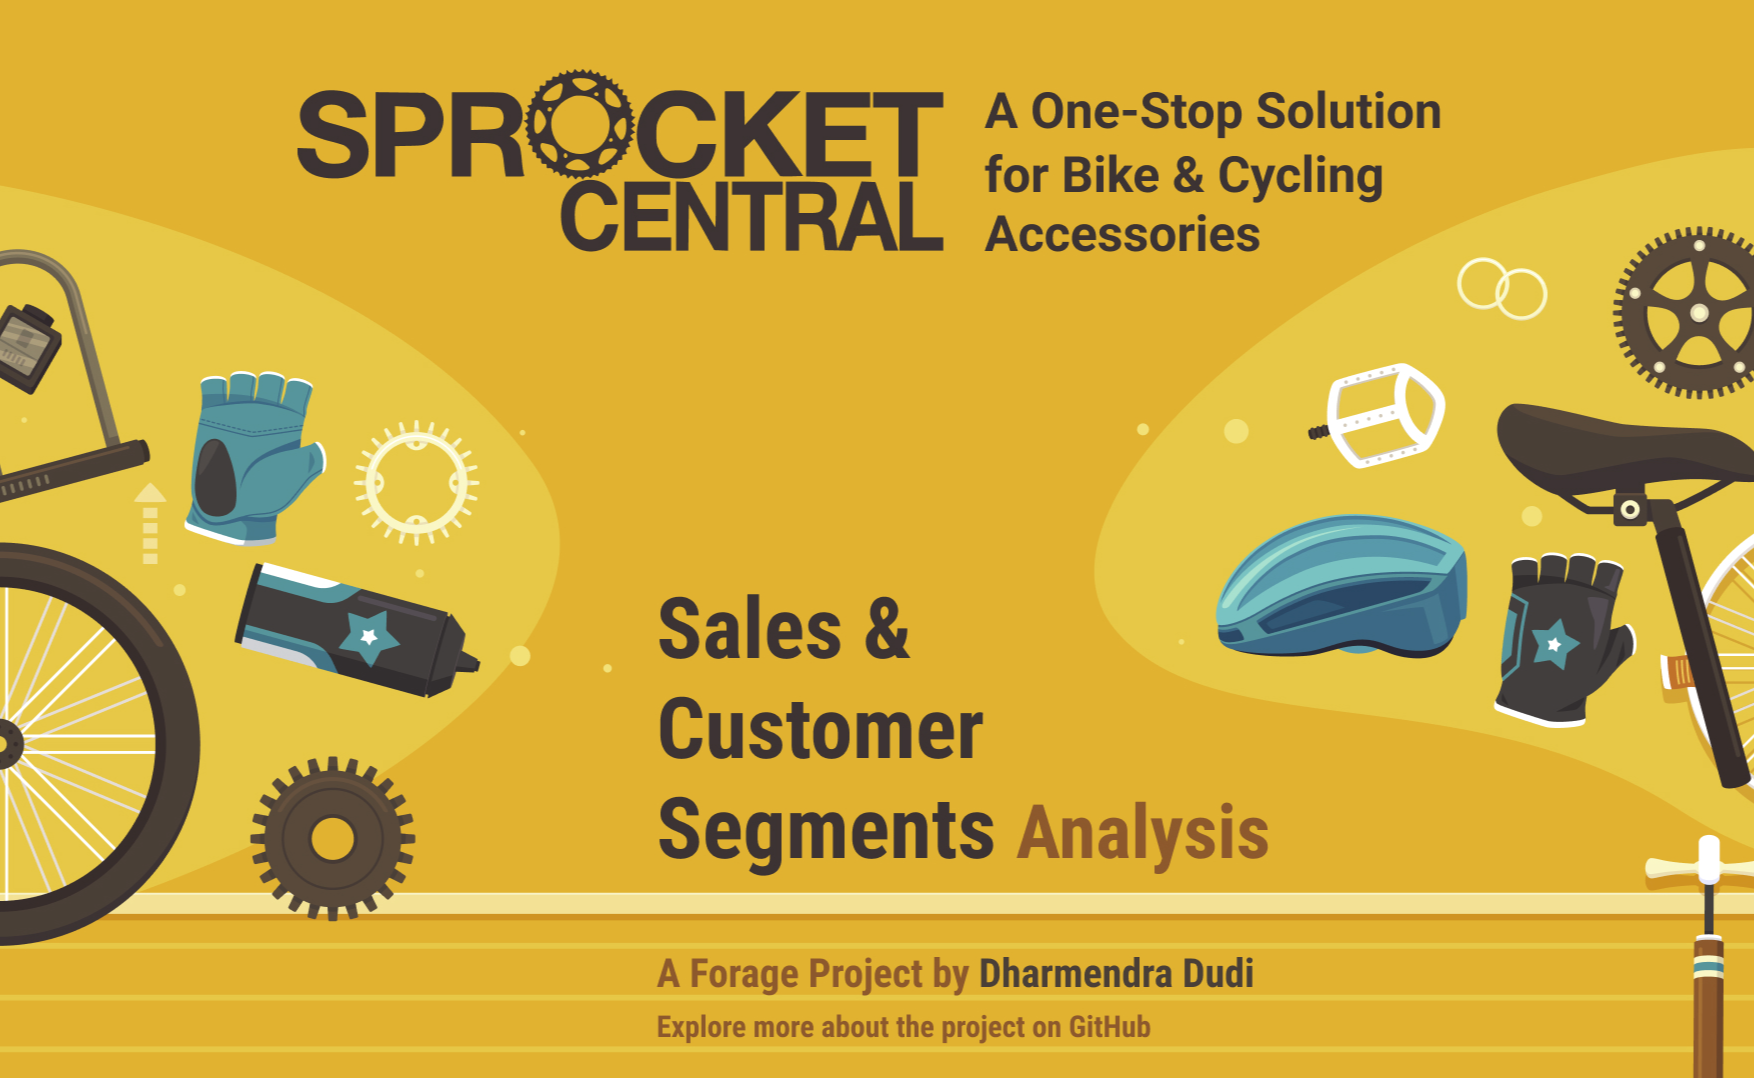 SPROCKET
CENTRAL
A One-Stop Solution
for Bike & Cycling
Accessories
Sales &
Customer
Segments Analysis
A Forage Project by Dharmendra Dudi
Explore more about the project on GitHub